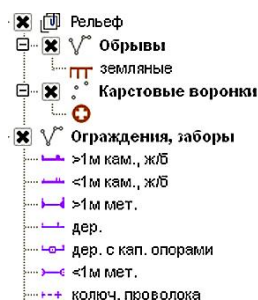 Рельеф
Обрывы
земляные
Карстовые воронки
Ограждения, заборы
>1м кам., ж/б
<1м кам., ж/б
>1м мет.
дер.
дер. с кап. опорами
<1м мет.
колюч. проволока